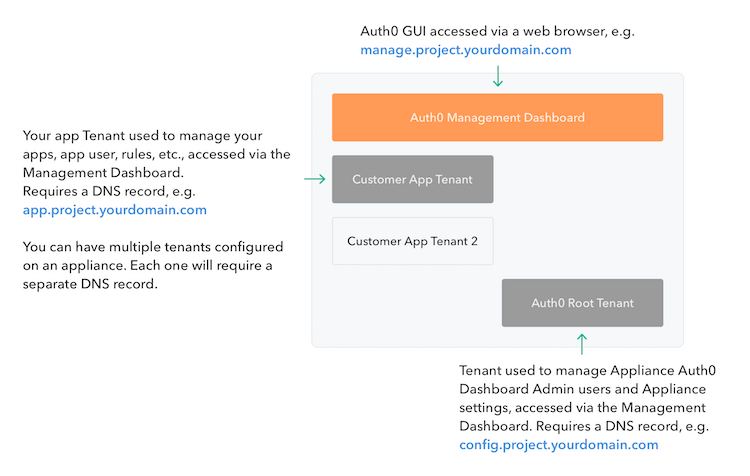 Auth0 GUI accessed via a web browser, e.g.
manage.project.yourdomain.com
Auth0 Management Dashboard
Your app Tenant used to manage your
apps, app user, rules, etc., accessed via the
Management Dashboard.
Requires a DNS record, e.g.
app.project.yourdomain.com
You can have multiple tenants configured
on an appliance. Each one will require a
separate DNS record.
Customer App Tenant
Customer App Tenant 2
Auth0 Root Tenant
Tenant used to manage Appliance Auth0
Dashboard Admin users and Appliance
settings, accessed via the Management
Dashboard. Requires a DNS record, e.g.
config.project.yourdomain.com